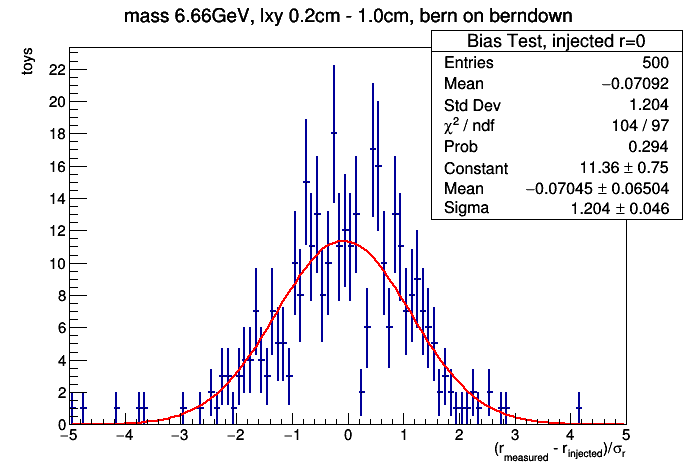 mass 6.66GeV, lxy 0.2cm - 1.0cm, bern on berndown
Bias Test, injected r=0
Entries 500
Mean −0.07092
Std Dev 1.204
χ² / ndf 104 / 97
Prob 0.294
Constant 11.36 ± 0.75
Mean −0.07045 ± 0.06504
Sigma 1.204 ± 0.046
toys
22
20
18
16
14
12
10
8
6
4
2
0
−5 −4 −3 −2 −1 0 1 2 3 4 5
(r_measured - r_injected)/σ_r